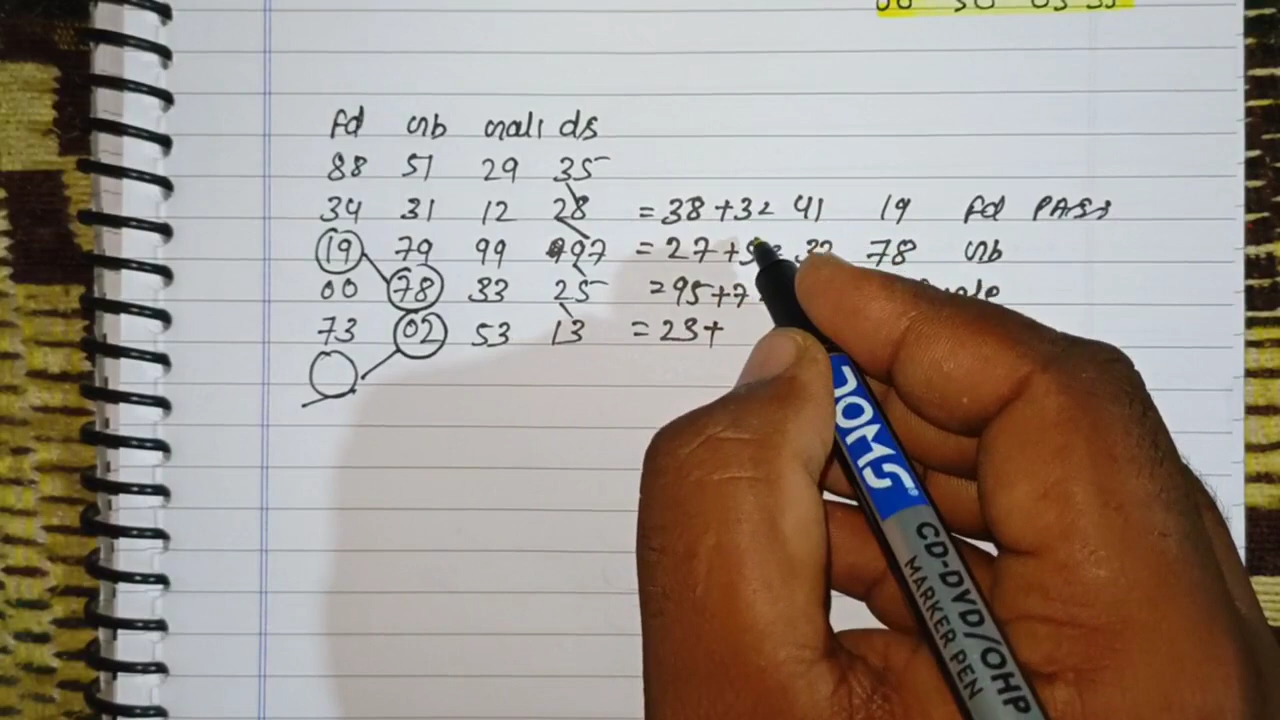 fd gb gali ds
88 51 29 35
34 31 12 28 = 38 +32 41 19 fd PASS
19 79 99 97 = 27 + 32 78 gb
00 78 33 25 = 95+7
73 02 53 13 = 23+
DOMS
CD-DVD/OHP
MARKER PEN